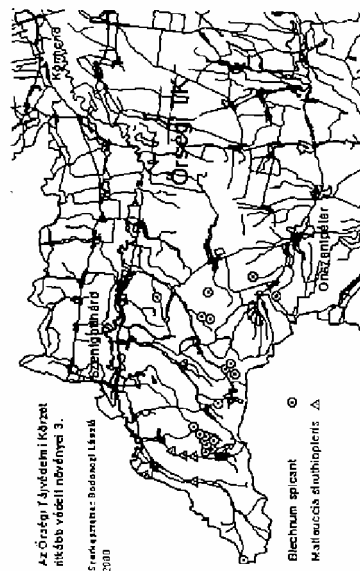 Az Őrségi Tájvédelmi Körzet
ritkább védett növényei 3.
Szerkesztette: Bodonczi László
2000
Körmend
Őrségi TK
Szentgotthárd
Őriszentpéter
Blechnum spicant
Matteuccia struthiopteris